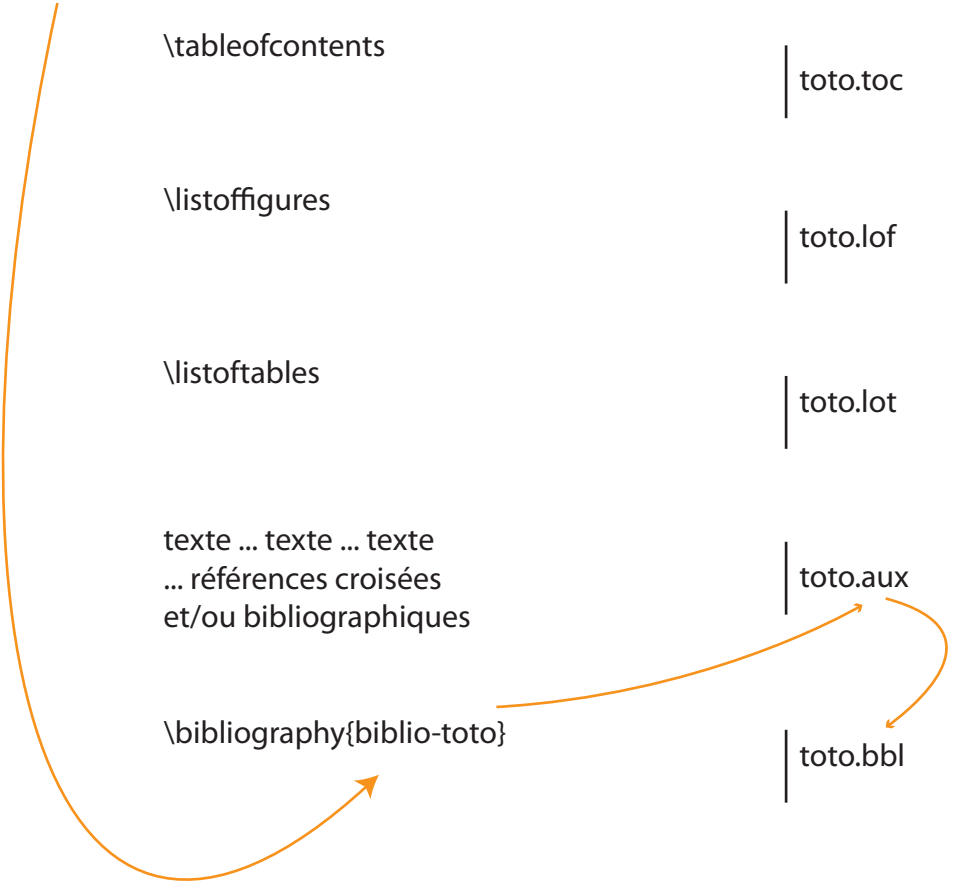 \tableofcontents
toto.toc
\listoffigures
toto.lof
\listoftables
toto.lot
texte ... texte ... texte
... références croisées
et/ou bibliographiques
toto.aux
\bibliography{biblio-toto}
toto.bbl